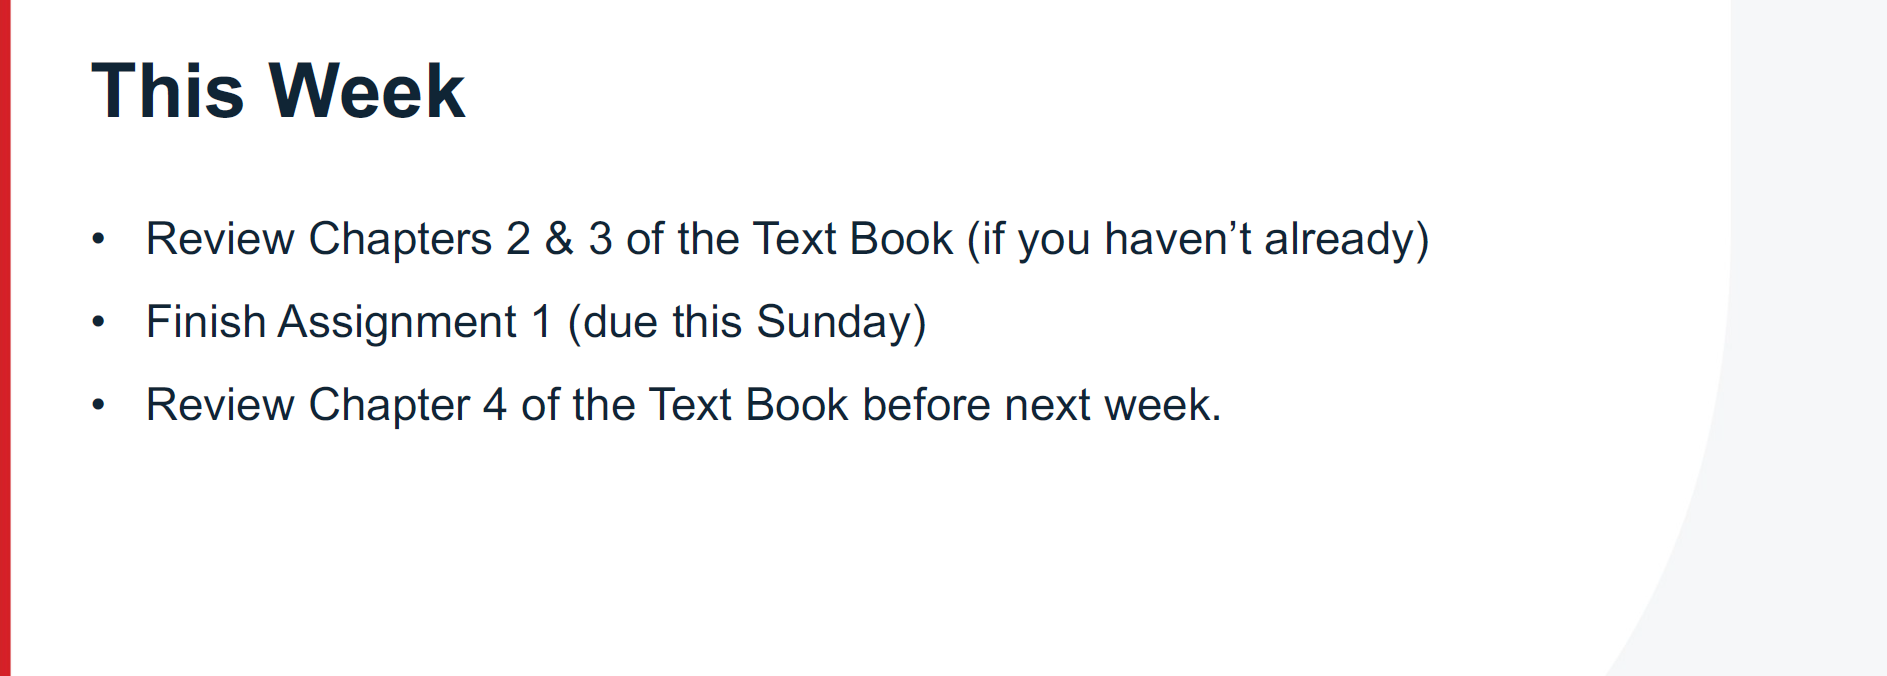 This Week
• Review Chapters 2 & 3 of the Text Book (if you haven’t already)
• Finish Assignment 1 (due this Sunday)
• Review Chapter 4 of the Text Book before next week.